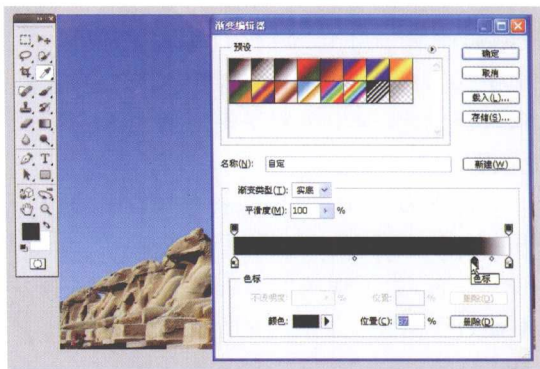 渐变编辑器
预设
确定
取消
载入(L)...
存储(S)...
名称(N): 自定
新建(W)
渐变类型(T): 实底
平滑度(M): 100 %
色标
色标
不透明度: % 位置: % 删除(D)
颜色: 位置(C): % 删除(D)